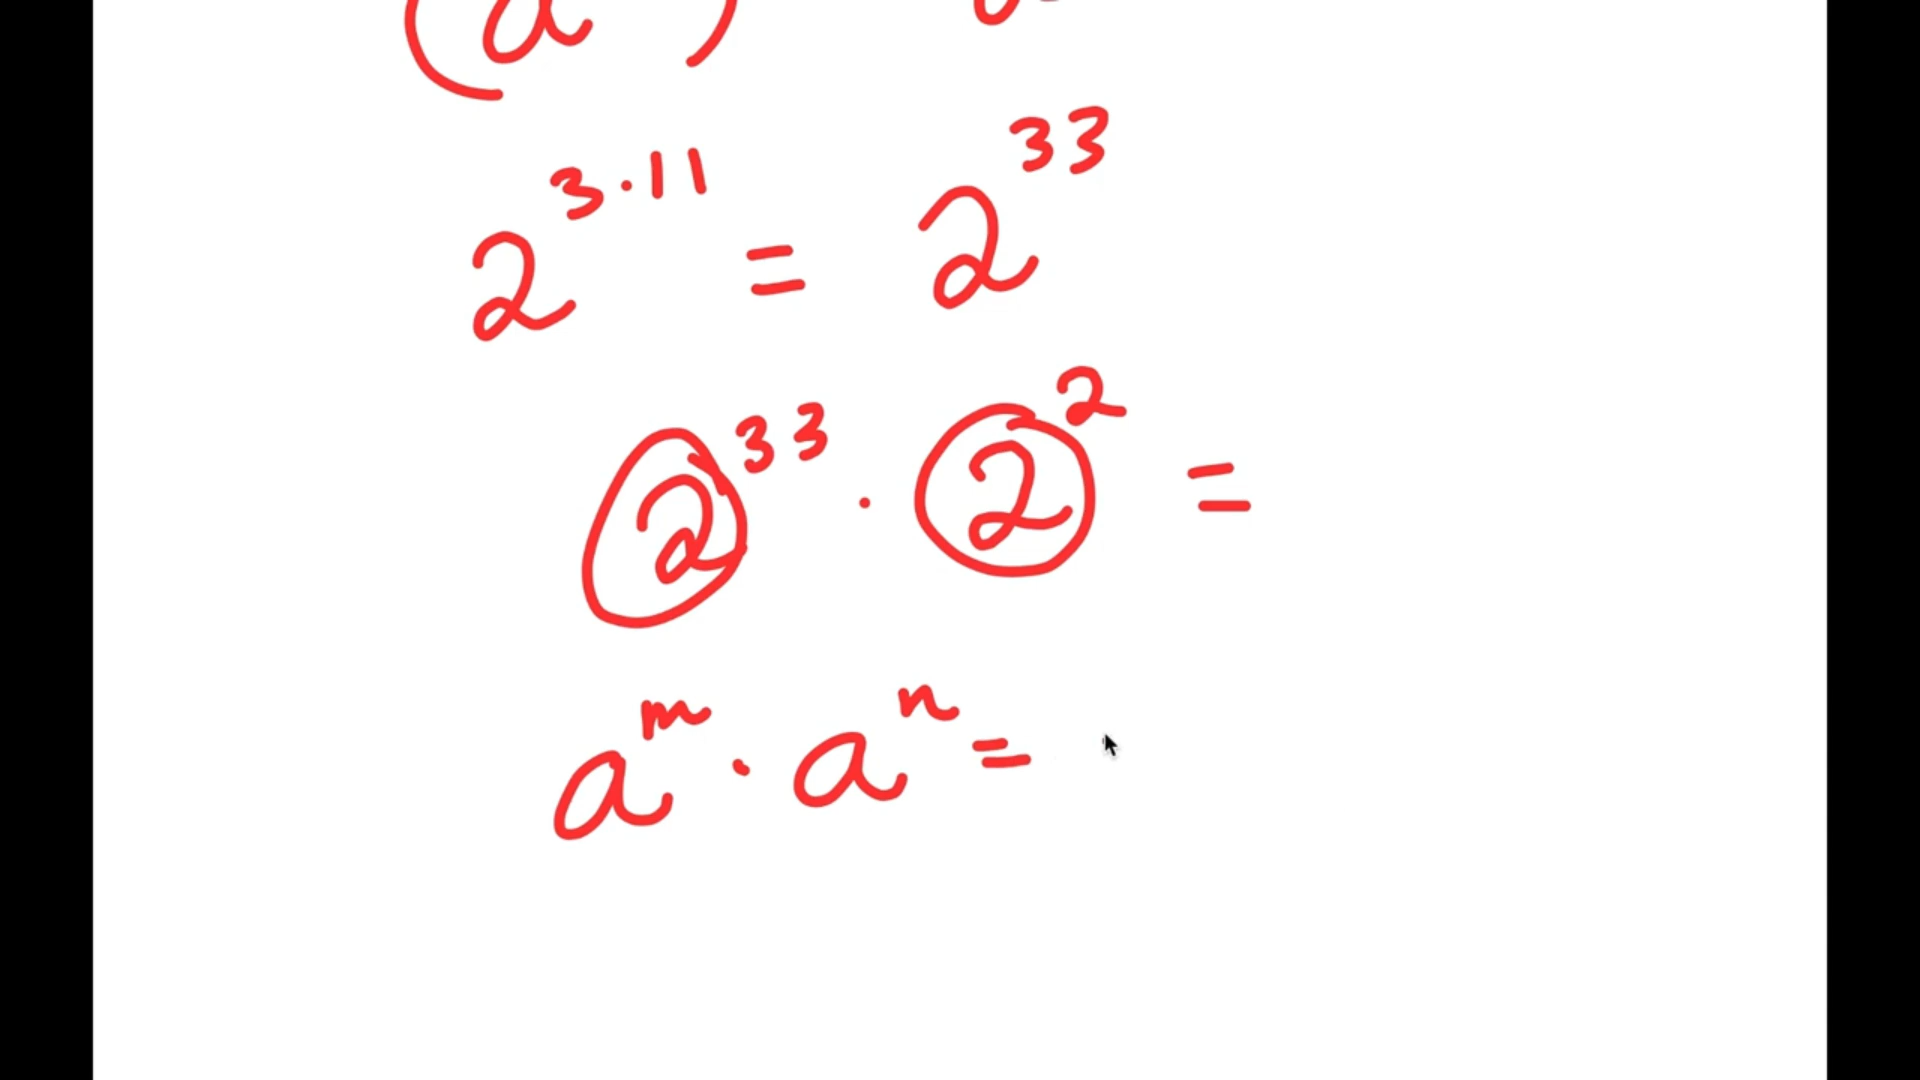 (a )
2^{3·11} = 2^{33}
2^{33} · 2^{2} =
a^{m} · a^{n} =